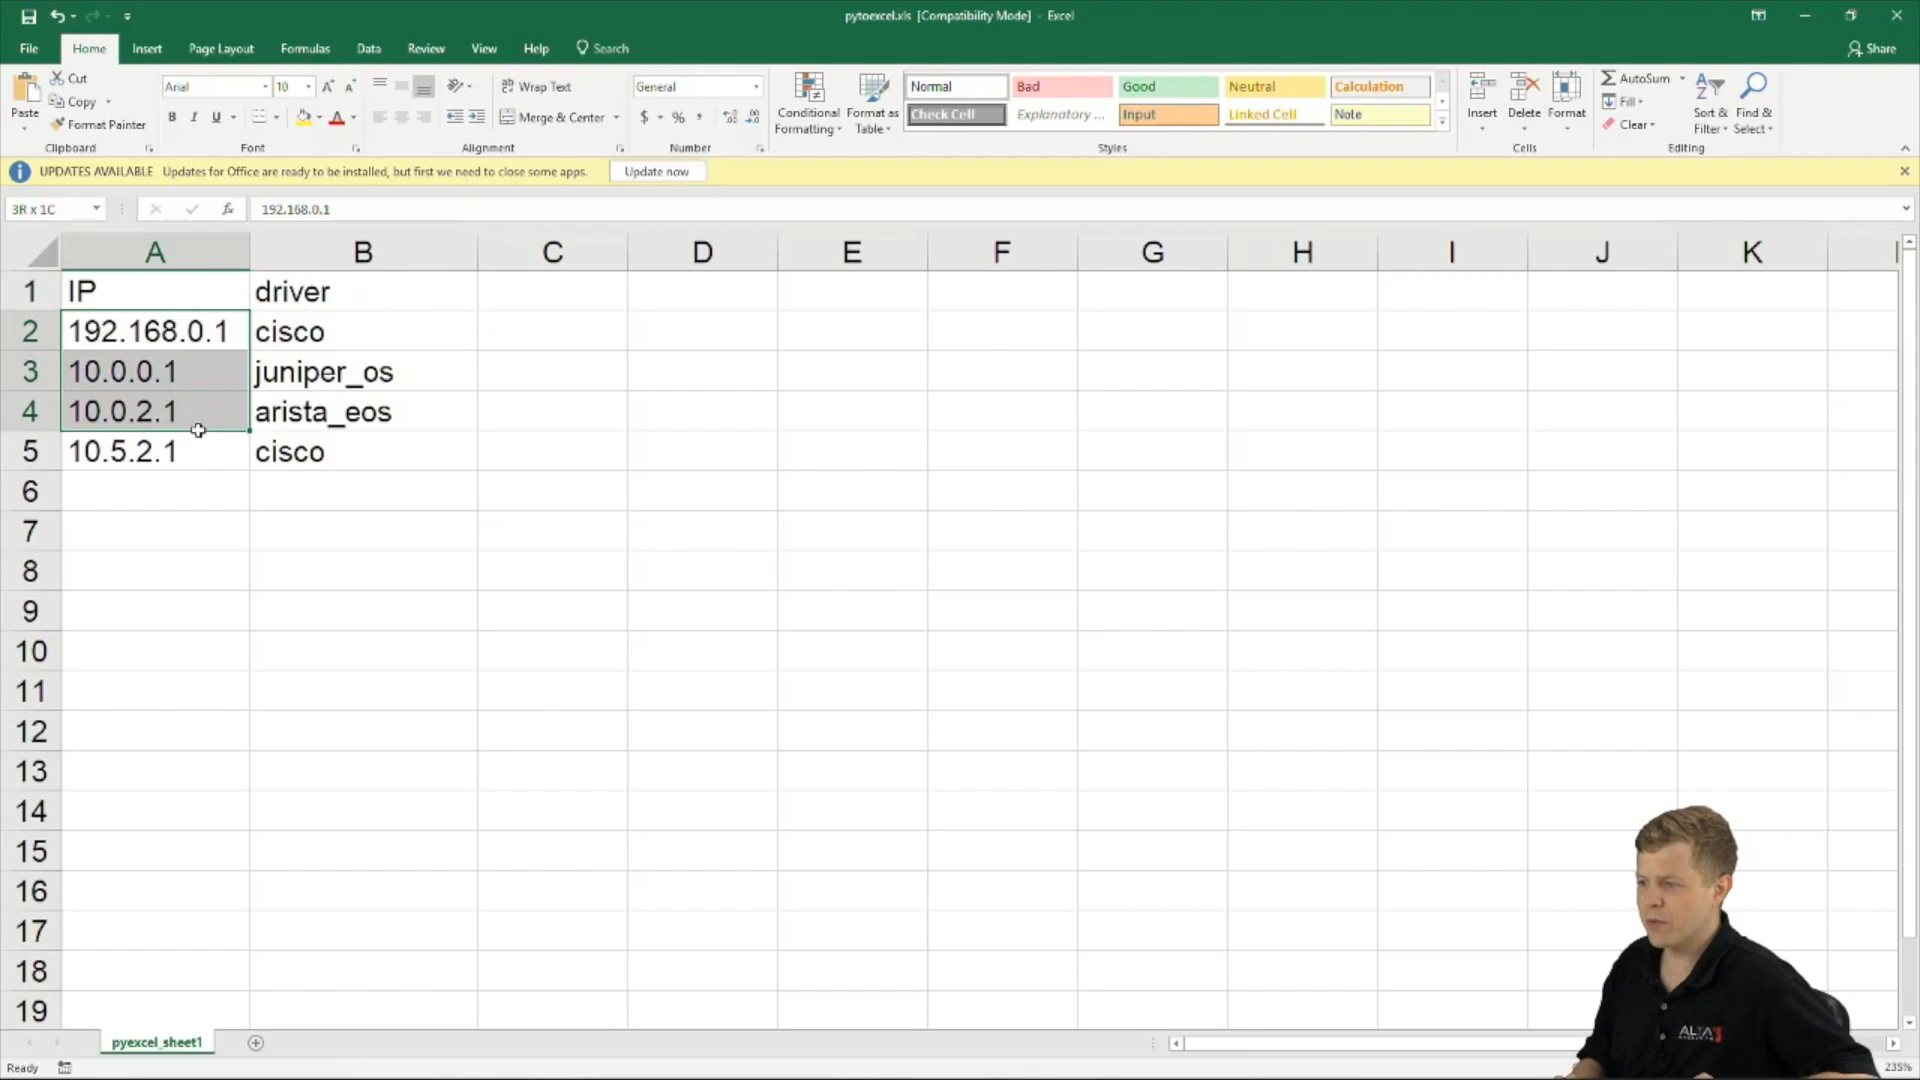 pytoexcel.xls [Compatibility Mode] - Excel
File Home Insert Page Layout Formulas Data Review View Help Search Share
Paste
Cut
Copy
Format Painter
Clipboard
Arial 10
B I U
Font
Wrap Text
Merge & Center
Alignment
General
$ % ,
Number
Conditional Formatting
Format as Table
Normal Bad Good Neutral Calculation
Check Cell Explanatory ... Input Linked Cell Note
Styles
Insert Delete Format
Cells
AutoSum
Fill
Clear
Sort & Filter
Find & Select
Editing
UPDATES AVAILABLE Updates for Office are ready to be installed, but first we need to close some apps. Update now
3R x 1C fx 192.168.0.1
A B C D E F G H I J K
1 IP driver
2 192.168.0.1 cisco
3 10.0.0.1 juniper_os
4 10.0.2.1 arista_eos
5 10.5.2.1 cisco
6
7
8
9
10
11
12
13
14
15
16
17
18
19
ALTA3
pyexcel_sheet1
Ready 235%